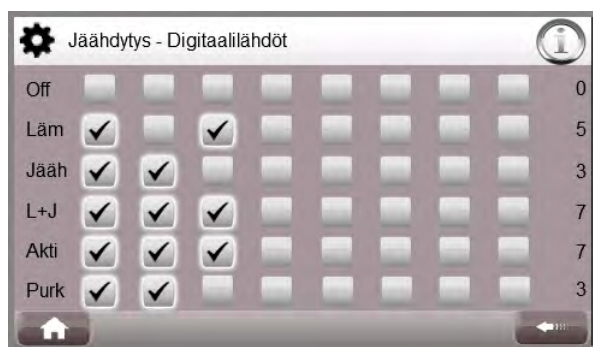 Jäähdytys - Digitaalilähdöt
Off 0
Läm 5
Jääh 3
L+J 7
Akti 7
Purk 3